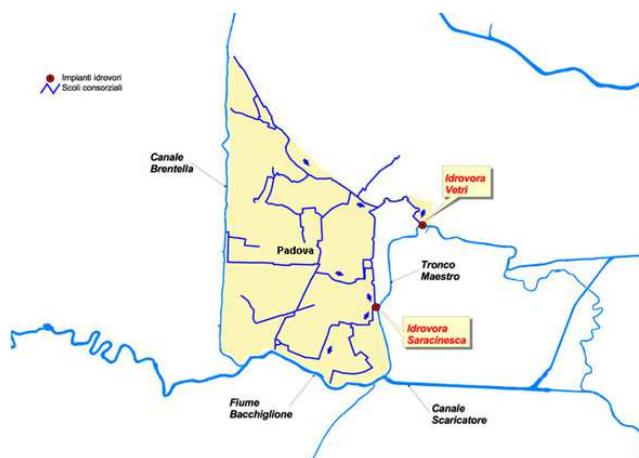 Impianti idrovori
Scoli consorziali
Canale
Brentella
Idrovora
Vetri
Padova
Tronco
Maestro
Idrovora
Saracinesca
Fiume
Bacchiglione
Canale
Scaricatore